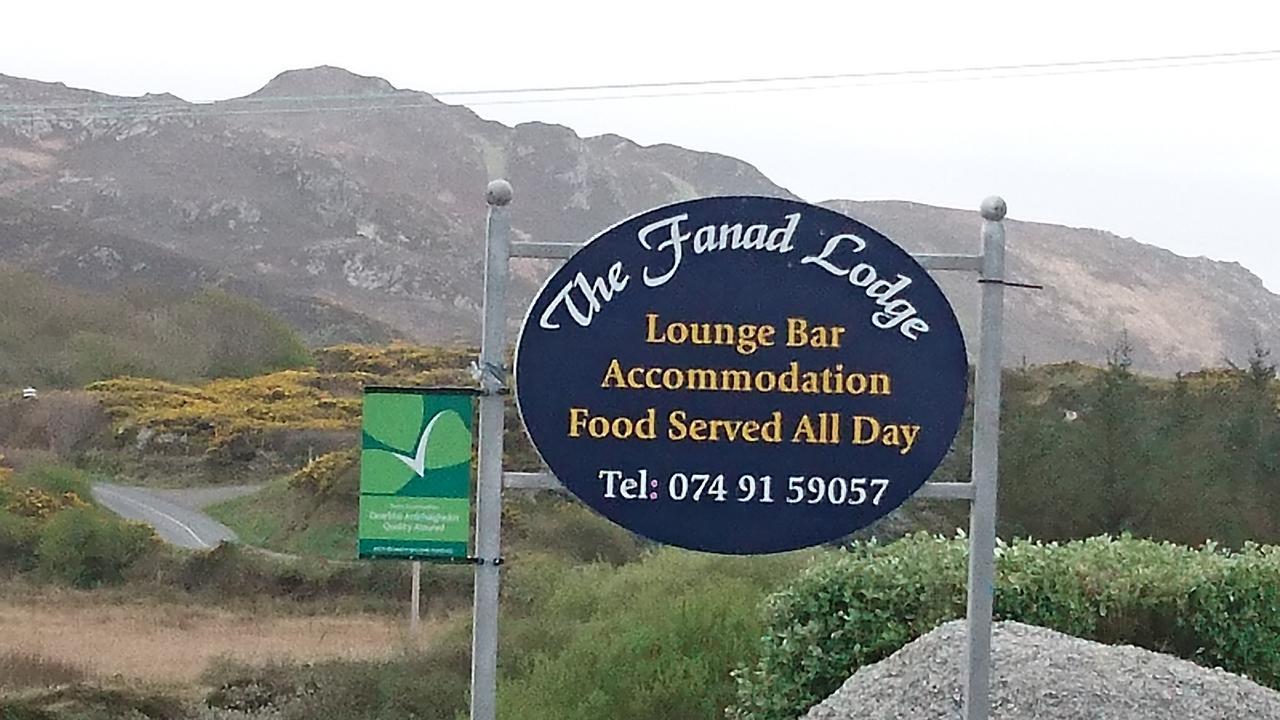 The Fanad Lodge
Lounge Bar
Accommodation
Food Served All Day
Tel: 074 91 59057
Quality Assured